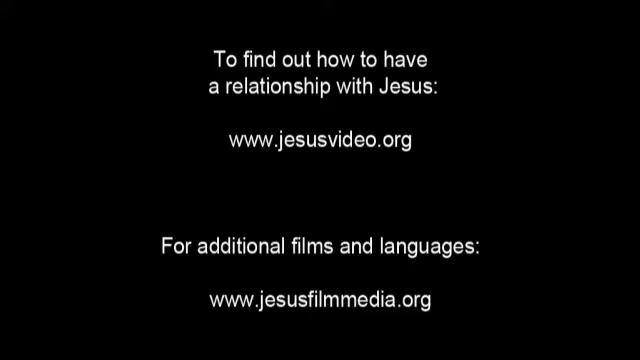 To find out how to have
a relationship with Jesus:
www.jesusvideo.org
For additional films and languages:
www.jesusfilmmedia.org